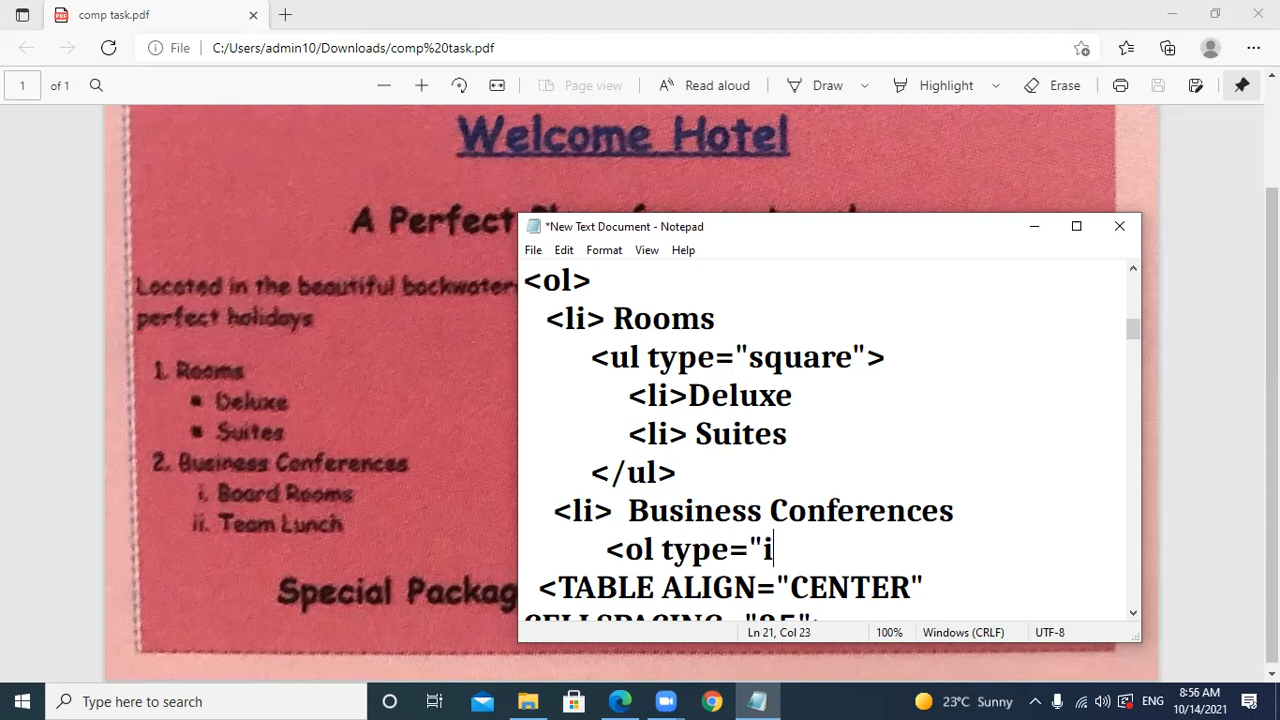 comp task.pdf
File C:/Users/admin10/Downloads/comp%20task.pdf
1 of 1
Page view
Read aloud
Draw
Highlight
Erase
Welcome Hotel
A Perfect
Located in the beautiful backwater
perfect holidays
1. Rooms
Deluxe
Suites
2. Business Conferences
i. Board Rooms
ii. Team Lunch
Special Packag
*New Text Document - Notepad
File Edit Format View Help
<ol>
<li> Rooms
<ul type="square">
<li>Deluxe
<li> Suites
</ul>
<li> Business Conferences
<ol type="i
<TABLE ALIGN="CENTER"
CELLSPACING="25">
Ln 21, Col 23 100% Windows (CRLF) UTF-8
Type here to search
23°C Sunny
ENG
8:56 AM
10/14/2021